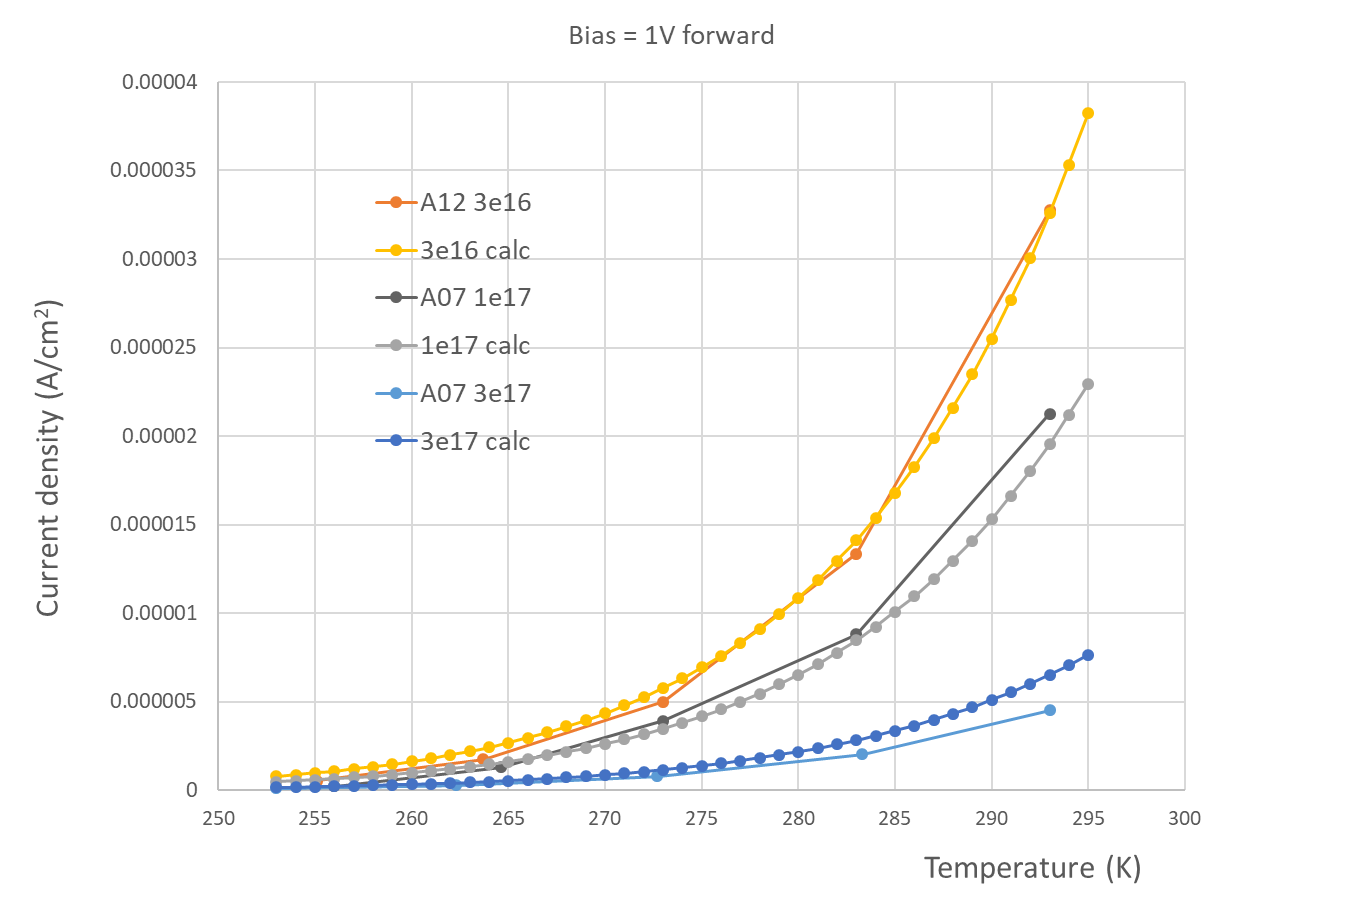 Bias = 1V forward
0.00004
0.000035
0.00003
0.000025
0.00002
0.000015
0.00001
0.000005
0
Current density (A/cm²)
A12 3e16
3e16 calc
A07 1e17
1e17 calc
A07 3e17
3e17 calc
250 255 260 265 270 275 280 285 290 295 300
Temperature (K)